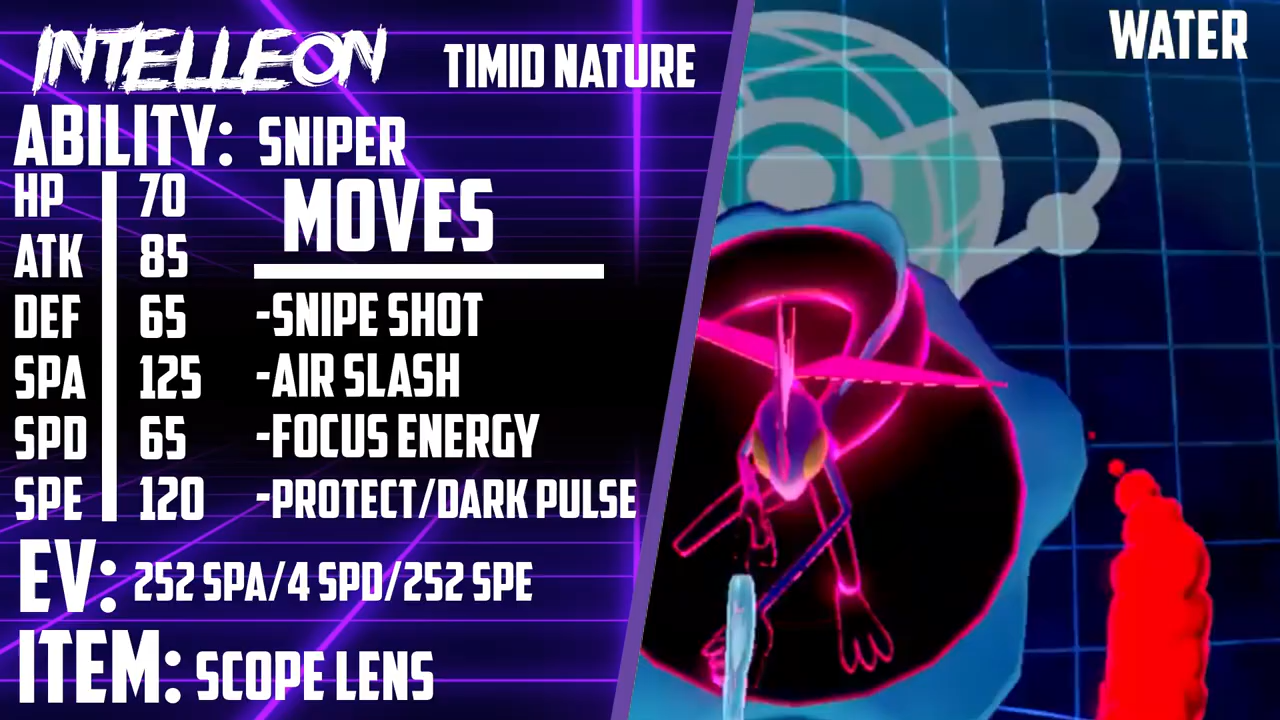 INTELLEON
TIMID NATURE
WATER
ABILITY: SNIPER
HP 70
ATK 85
DEF 65
SPA 125
SPD 65
SPE 120
MOVES
-SNIPE SHOT
-AIR SLASH
-FOCUS ENERGY
-PROTECT/DARK PULSE
EV: 252 SPA/4 SPD/252 SPE
ITEM: SCOPE LENS